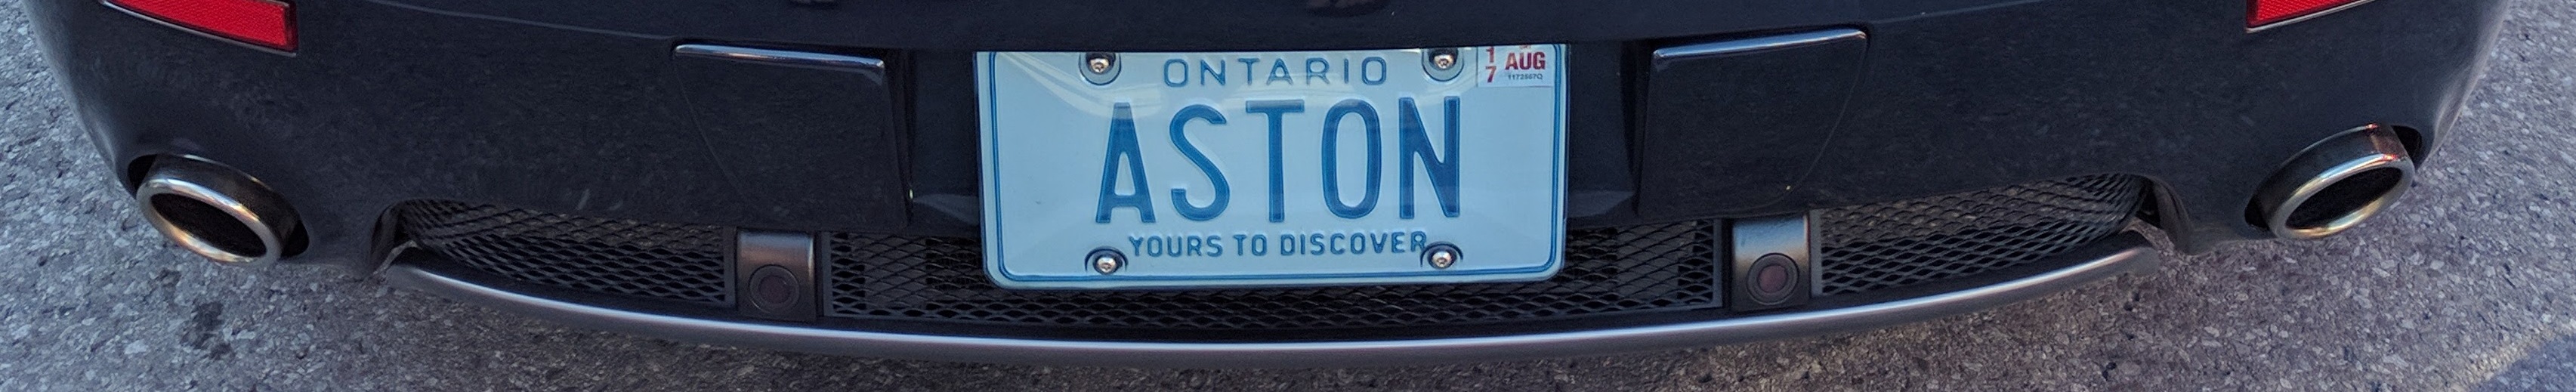 ONTARIO
1
7
AUG
ASTON
YOURS TO DISCOVER